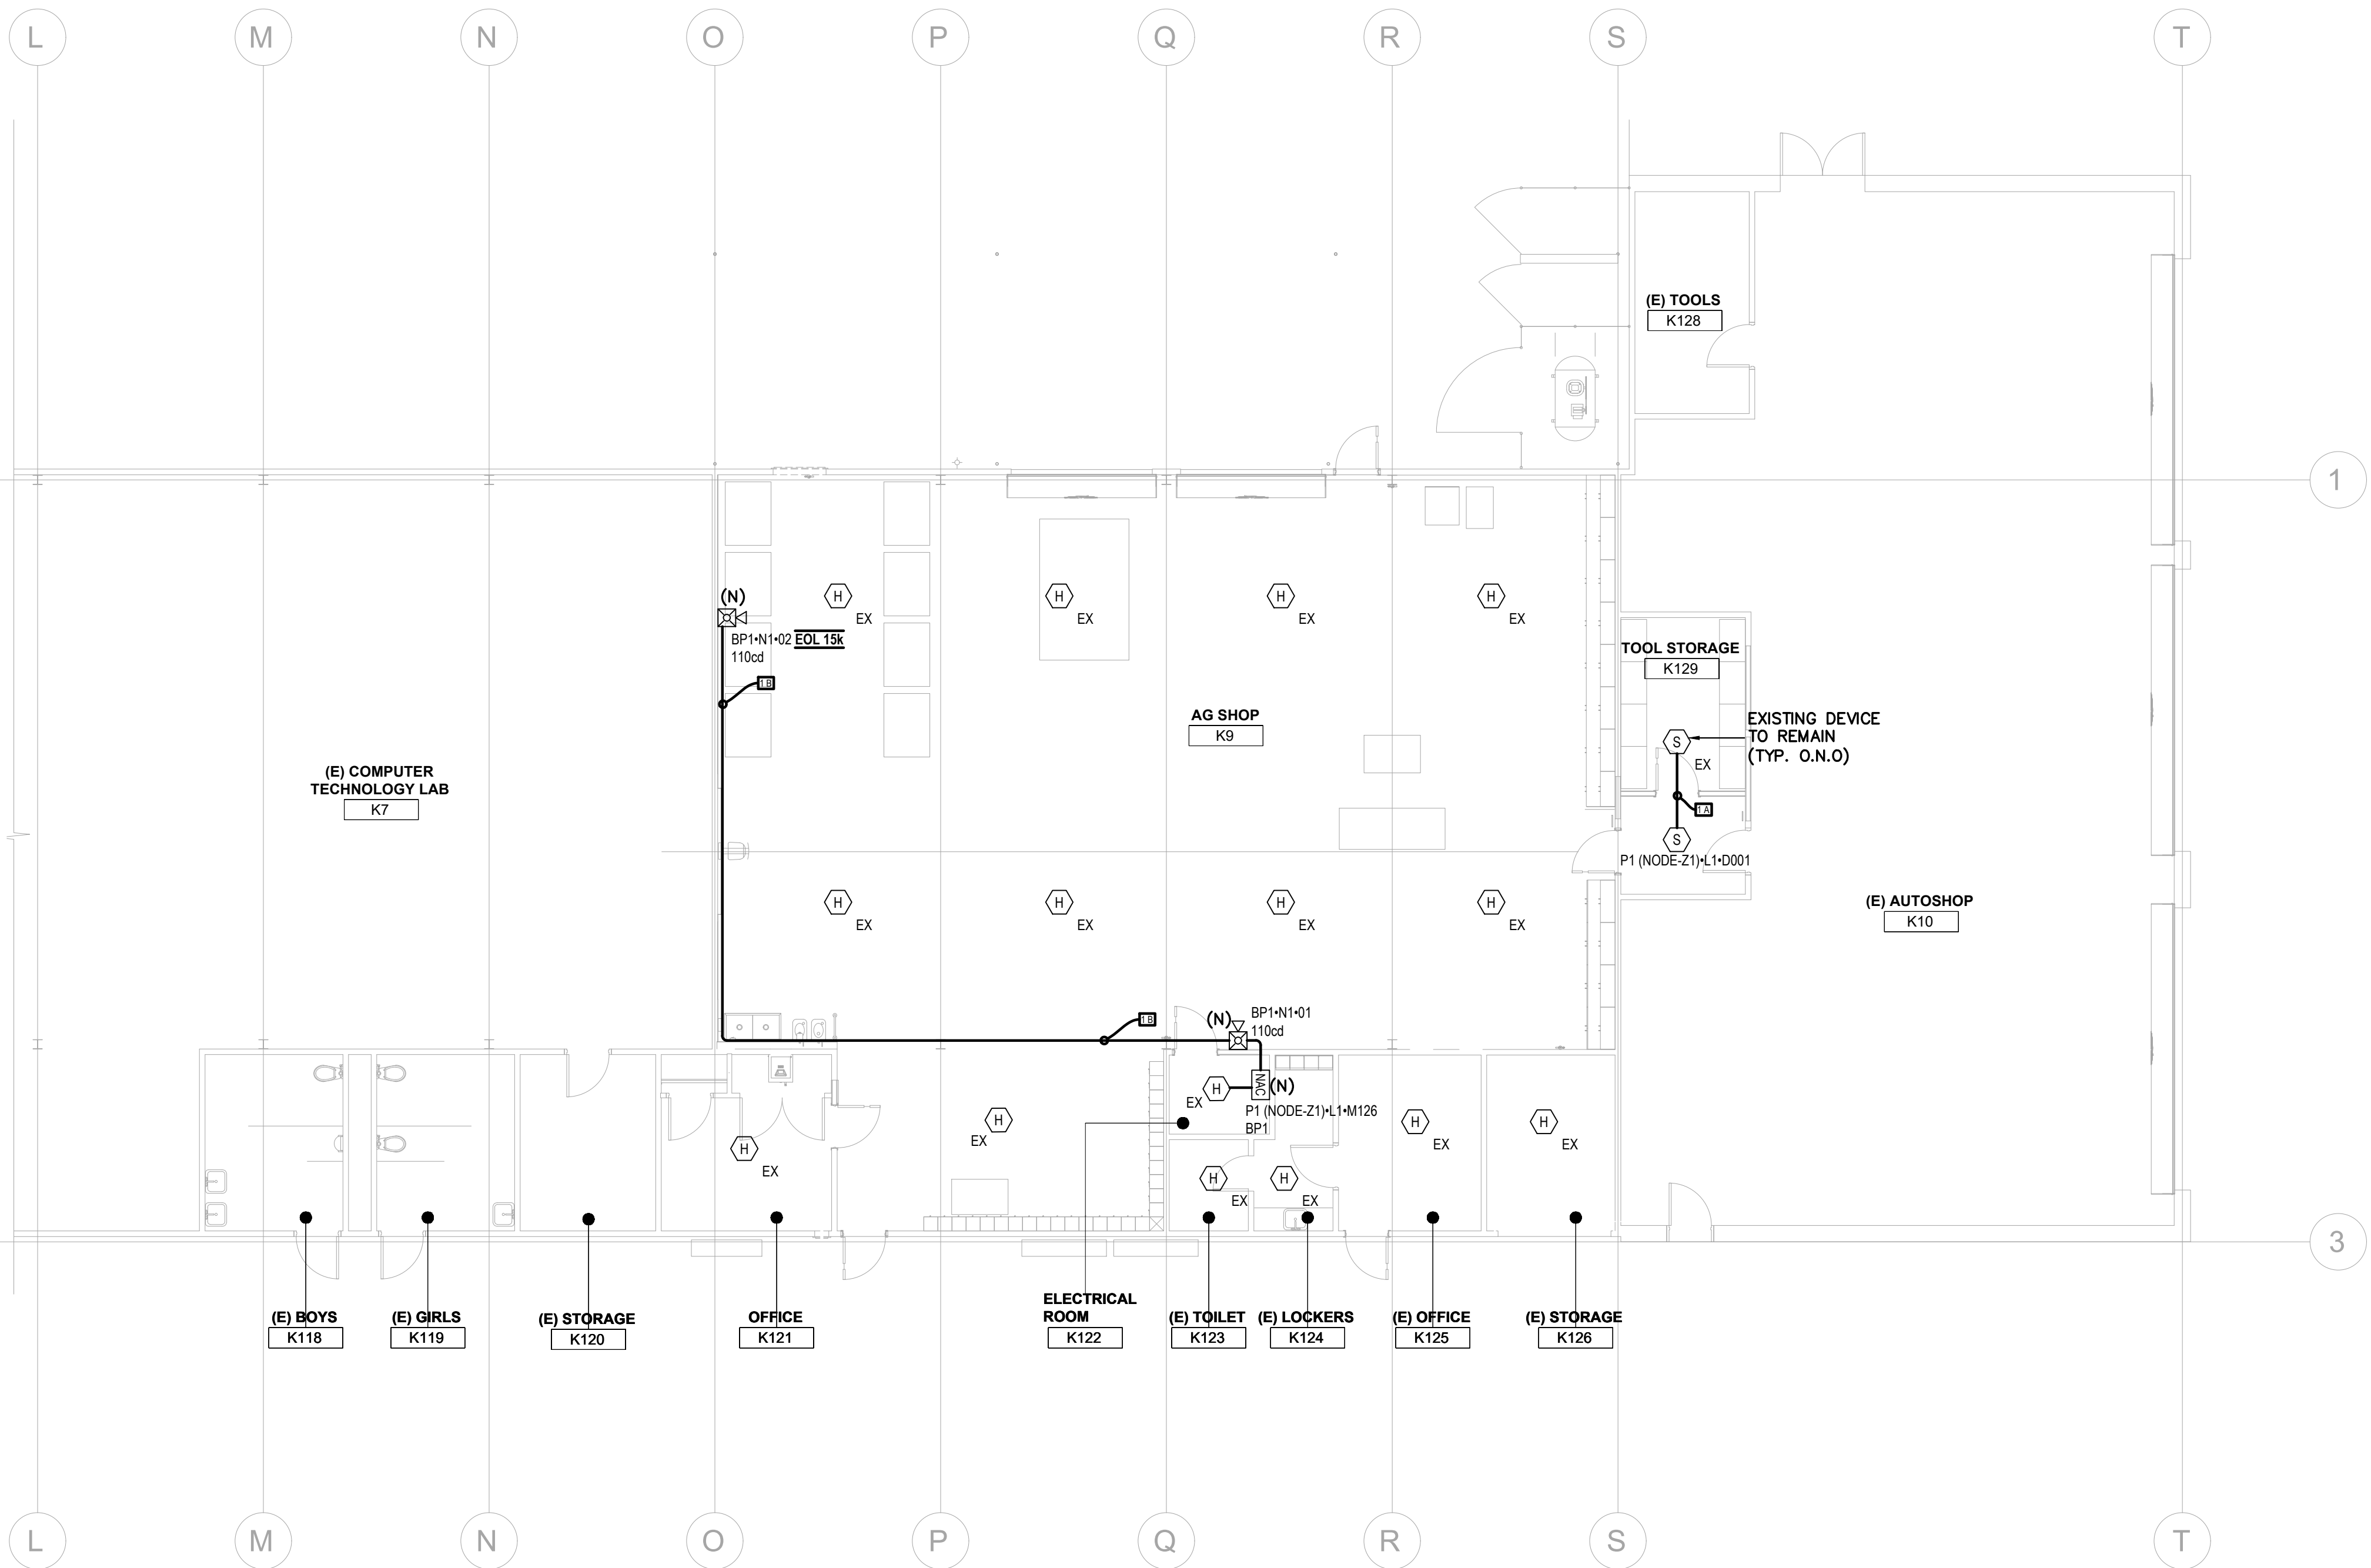 L M N O P Q R S T
(E) TOOLS
K128
1
(N)
H H H H
EX EX EX EX
BP1•N1•02 EOL 15k
110cd
1.B
TOOL STORAGE
K129
AG SHOP
K9
EXISTING DEVICE
TO REMAIN
(TYP. O.N.O)
S
EX
(E) COMPUTER
TECHNOLOGY LAB
K7
1.A
S
P1 (NODE-Z1)•L1•D001
H H H H
EX EX EX EX
(E) AUTOSHOP
K10
1.B
(N)
BP1•N1•01
110cd
H
EX
NAC
(N)
P1 (NODE-Z1)•L1•M126
BP1
H
EX
H
EX
H
EX
H
EX
H
EX
H
EX
3
(E) BOYS
K118
(E) GIRLS
K119
(E) STORAGE
K120
OFFICE
K121
ELECTRICAL
ROOM
K122
(E) TOILET
K123
(E) LOCKERS
K124
(E) OFFICE
K125
(E) STORAGE
K126
L M N O P Q R S T